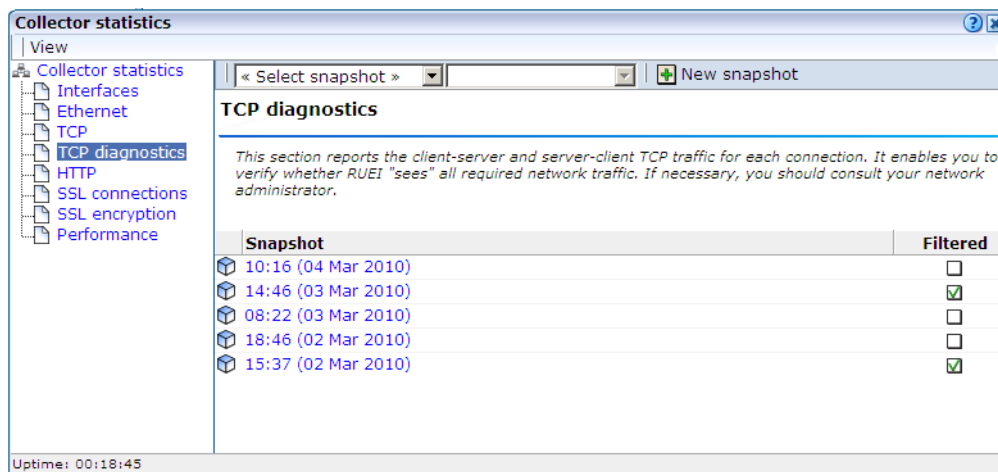 Collector statistics
View
Collector statistics
Interfaces
Ethernet
TCP
TCP diagnostics
HTTP
SSL connections
SSL encryption
Performance
« Select snapshot »
New snapshot
TCP diagnostics
This section reports the client-server and server-client TCP traffic for each connection. It enables you to
verify whether RUEI "sees" all required network traffic. If necessary, you should consult your network
administrator.
Snapshot Filtered
10:16 (04 Mar 2010)
14:46 (03 Mar 2010)
08:22 (03 Mar 2010)
18:46 (02 Mar 2010)
15:37 (02 Mar 2010)
Uptime: 00:18:45